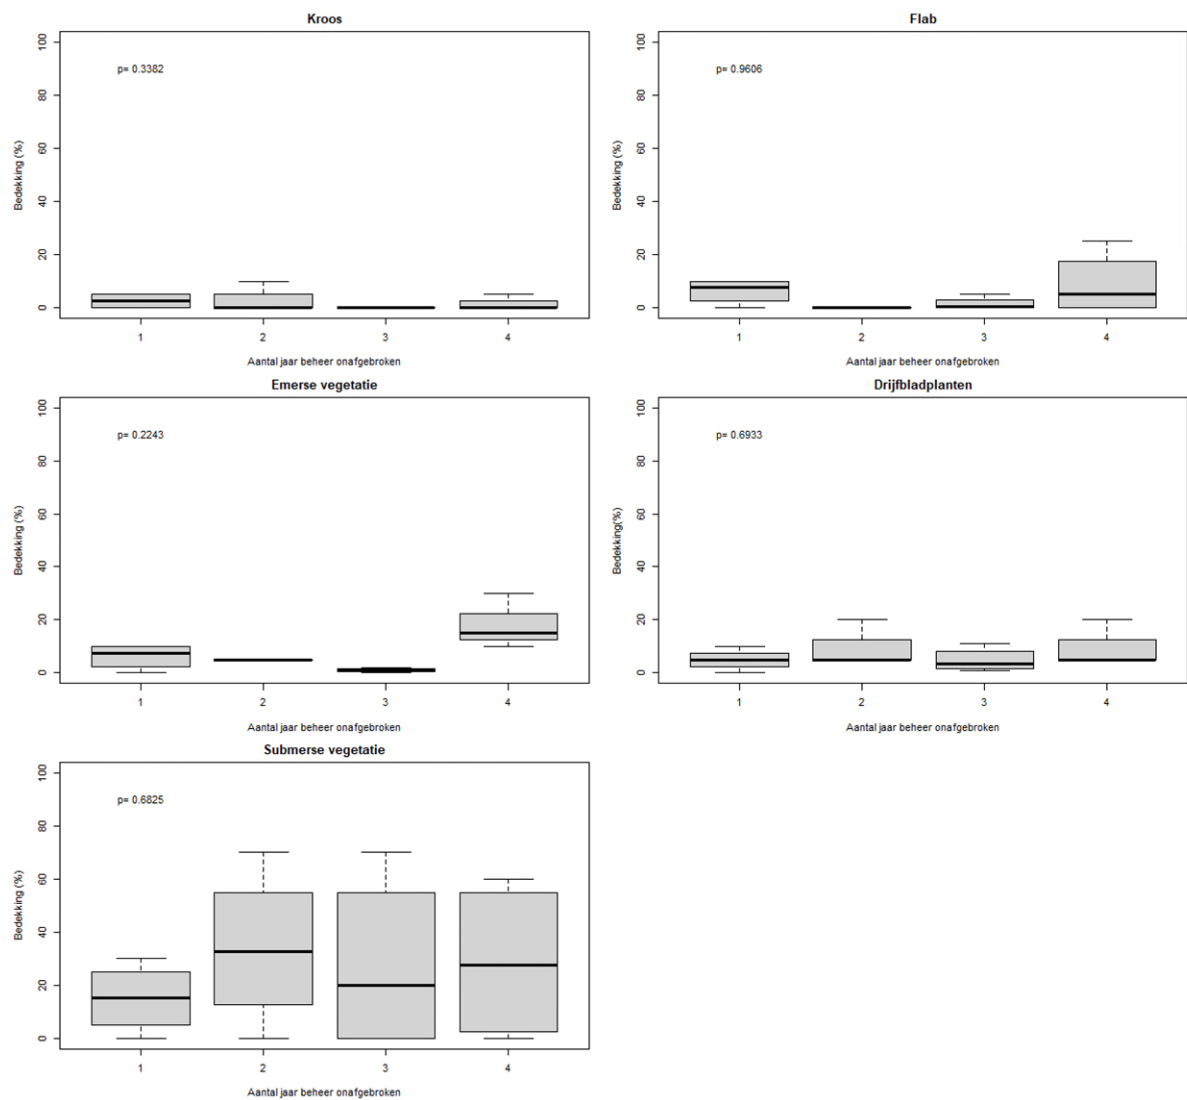 Kroos
100
80
60
40
20
0
Bedekking (%)
p= 0.3382
1 2 3 4
Aantal jaar beheer onafgebroken
Flab
100
80
60
40
20
0
Bedekking (%)
p= 0.9606
1 2 3 4
Aantal jaar beheer onafgebroken
Emerse vegetatie
100
80
60
40
20
0
Bedekking (%)
p= 0.2243
1 2 3 4
Aantal jaar beheer onafgebroken
Drijfbladplanten
100
80
60
40
20
0
Bedekking(%)
p= 0.6933
1 2 3 4
Aantal jaar beheer onafgebroken
Submerse vegetatie
100
80
60
40
20
0
Bedekking (%)
p= 0.6825
1 2 3 4
Aantal jaar beheer onafgebroken